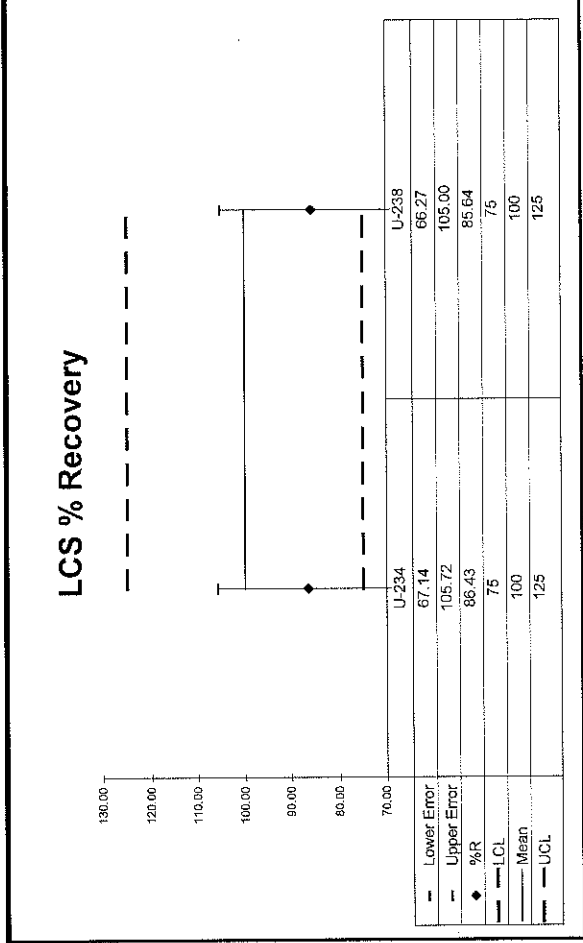 LCS % Recovery
130.00
120.00
110.00
100.00
90.00
80.00
70.00
U-234 U-238
Lower Error 67.14 66.27
Upper Error 105.72 105.00
%R 86.43 85.64
LCL 75 75
Mean 100 100
UCL 125 125